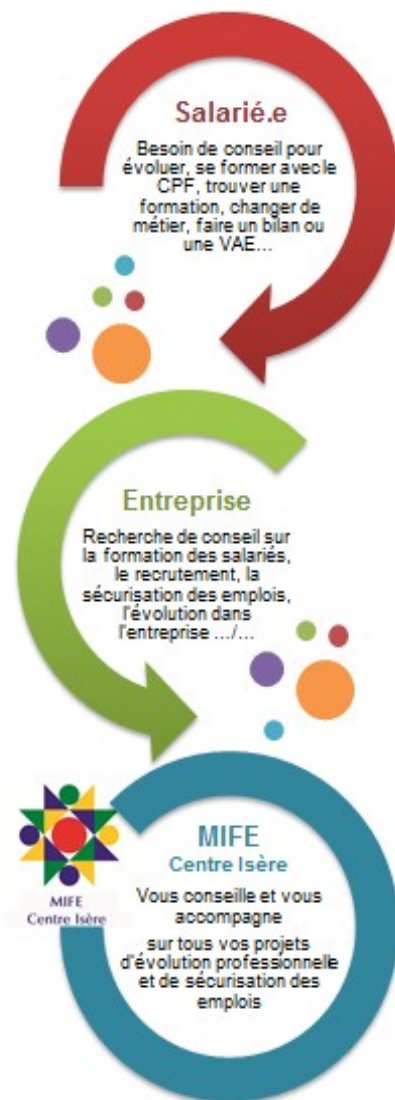 Salarié.e
Besoin de conseil pour
évoluer, se former avec le
CPF, trouver une
formation, changer de
métier, faire un bilan ou
une VAE...
Entreprise
Recherche de conseil sur
la formation des salariés,
le recrutement, la
sécurisation des emplois,
l'évolution dans
l'entreprise .../...
MIFE
Centre Isère
MIFE
Centre Isère
Vous conseille et vous
accompagne
sur tous vos projets
d'évolution professionnelle
et de sécurisation des
emplois